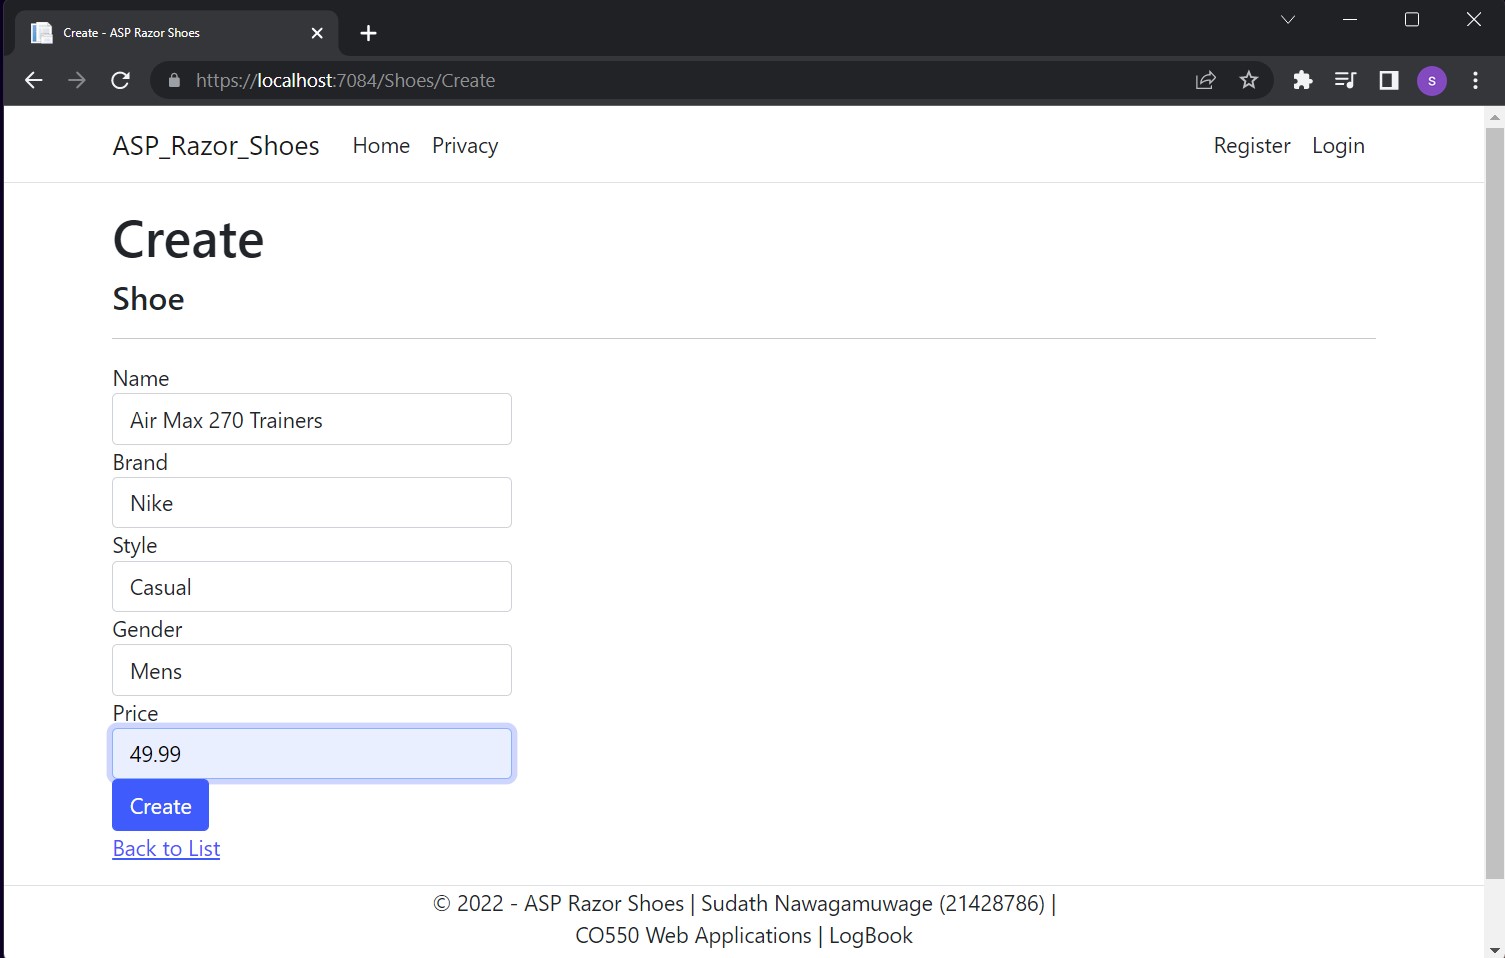 Create - ASP Razor Shoes
https://localhost:7084/Shoes/Create
s
ASP_Razor_Shoes Home Privacy Register Login
Create
Shoe
Name
Air Max 270 Trainers
Brand
Nike
Style
Casual
Gender
Mens
Price
49.99
Create
Back to List
© 2022 - ASP Razor Shoes | Sudath Nawagamuwage (21428786) |
CO550 Web Applications | LogBook